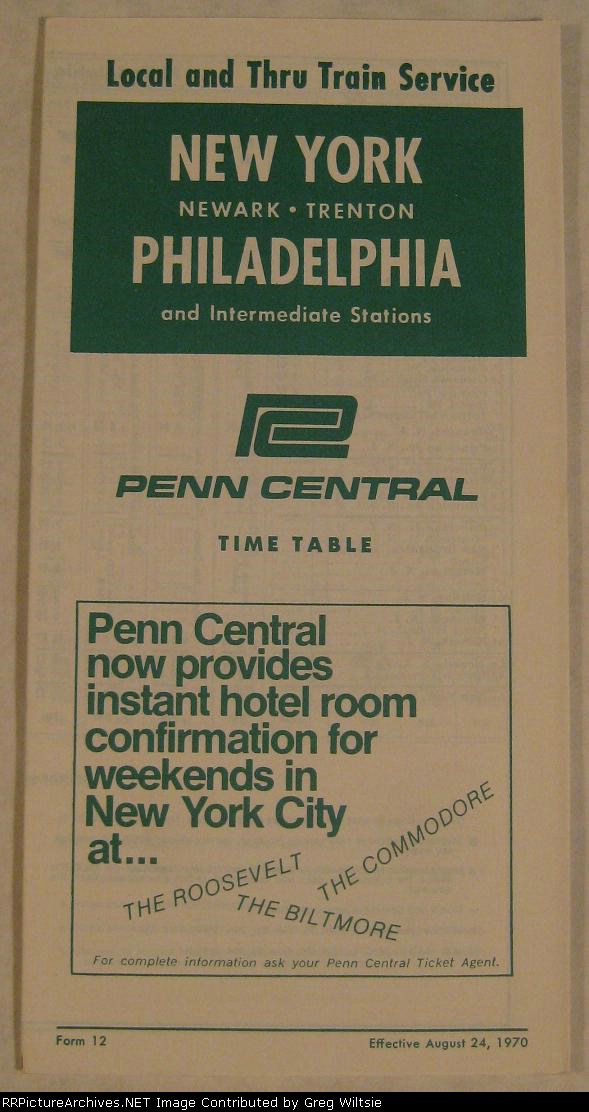 Local and Thru Train Service
NEW YORK
NEWARK • TRENTON
PHILADELPHIA
and Intermediate Stations
PENN CENTRAL
TIME TABLE
Penn Central
now provides
instant hotel room
confirmation for
weekends in
New York City
at...
THE ROOSEVELT
THE COMMODORE
THE BILTMORE
For complete information ask your Penn Central Ticket Agent.
Form 12
Effective August 24, 1970
RRPictureArchives.NET Image Contributed by Greg Wiltsie